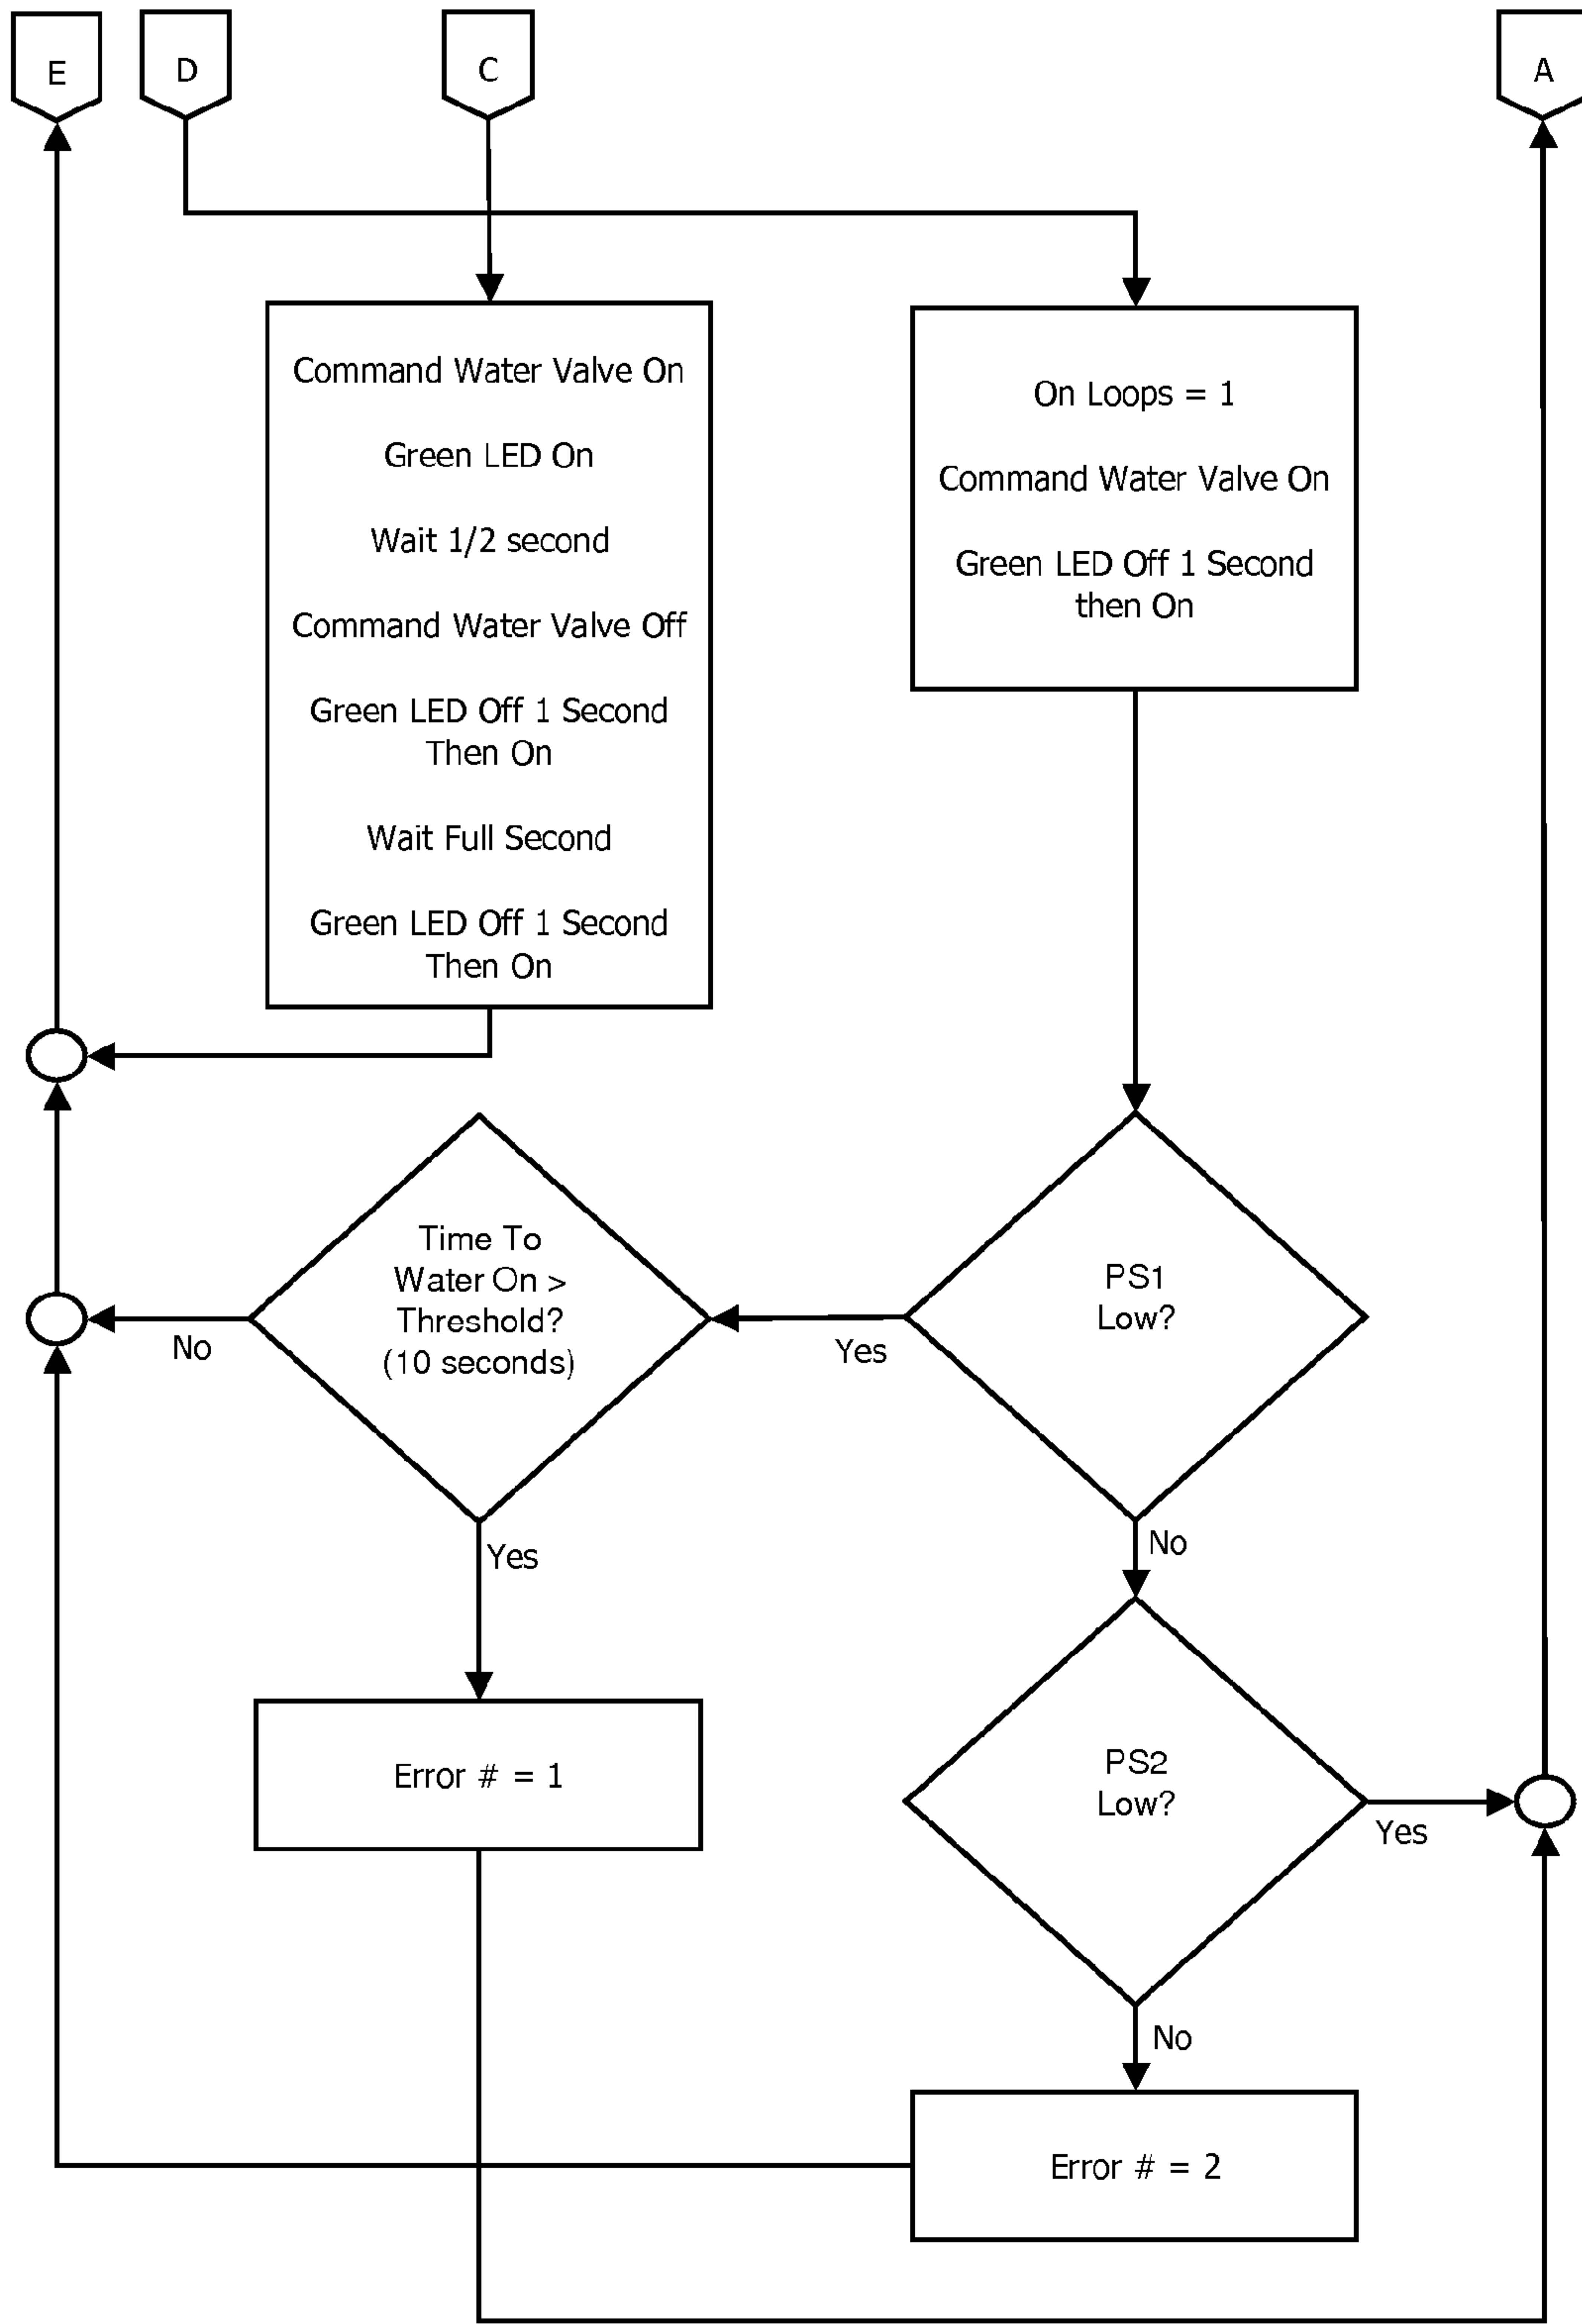 E
D
C
A
Command Water Valve On
Green LED On
Wait 1/2 second
Command Water Valve Off
Green LED Off 1 Second
Then On
Wait Full Second
Green LED Off 1 Second
Then On
On Loops = 1
Command Water Valve On
Green LED Off 1 Second
then On
Time To
Water On >
Threshold?
(10 seconds)
No
Yes
PS1
Low?
Yes
No
Error # = 1
PS2
Low?
Yes
No
Error # = 2